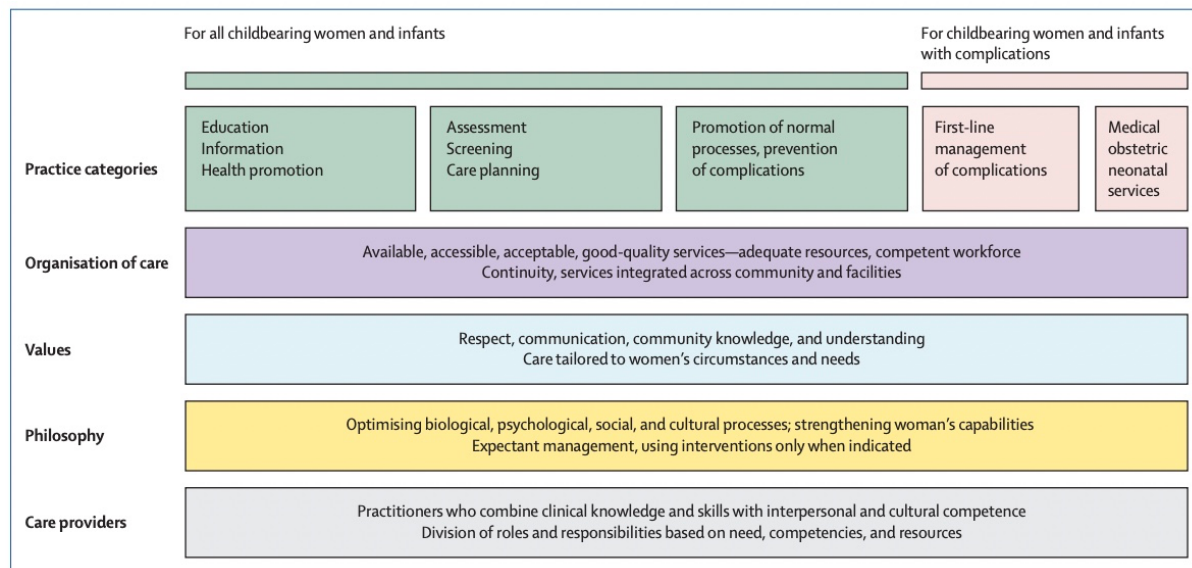 For all childbearing women and infants
For childbearing women and infants
with complications
Practice categories
Education
Information
Health promotion
Assessment
Screening
Care planning
Promotion of normal
processes, prevention
of complications
First-line
management
of complications
Medical
obstetric
neonatal
services
Organisation of care
Available, accessible, acceptable, good-quality services—adequate resources, competent workforce
Continuity, services integrated across community and facilities
Values
Respect, communication, community knowledge, and understanding
Care tailored to women's circumstances and needs
Philosophy
Optimising biological, psychological, social, and cultural processes; strengthening woman's capabilities
Expectant management, using interventions only when indicated
Care providers
Practitioners who combine clinical knowledge and skills with interpersonal and cultural competence
Division of roles and responsibilities based on need, competencies, and resources